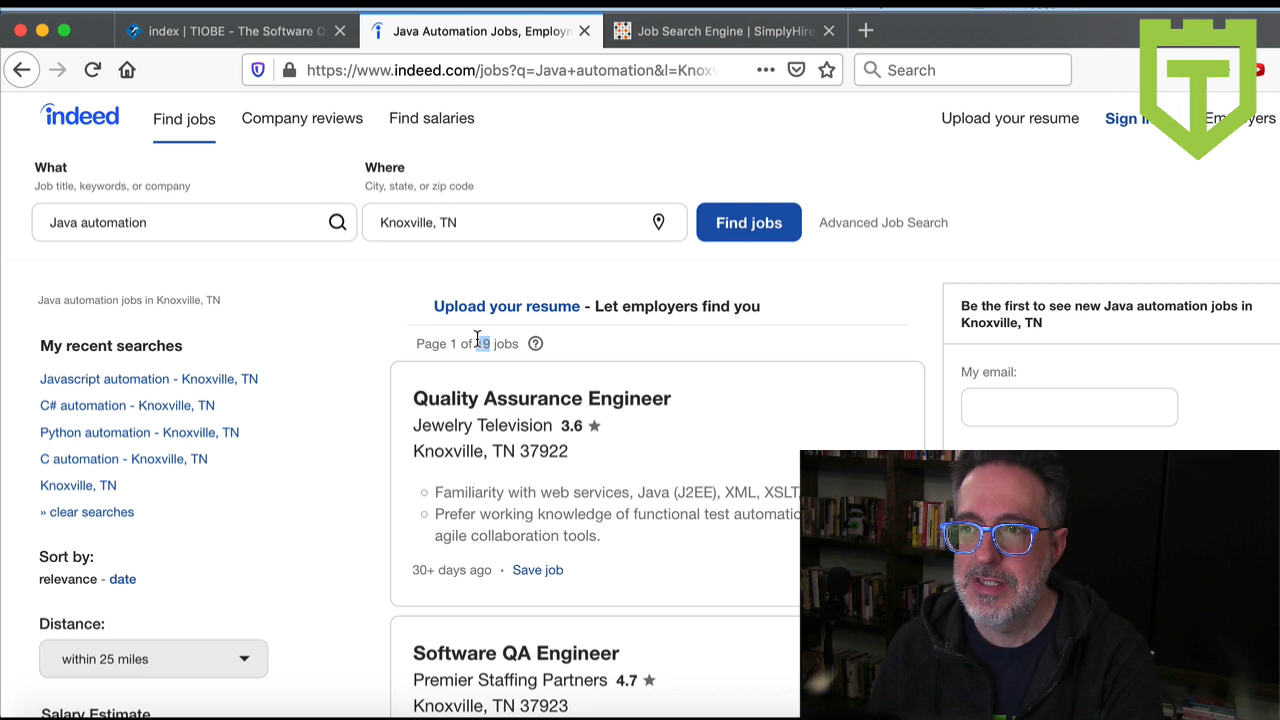 index | TIOBE - The Software Q
Java Automation Jobs, Employm
Job Search Engine | SimplyHire
https://www.indeed.com/jobs?q=Java+automation&l=Knoxv
Search
indeed
Find jobs
Company reviews
Find salaries
Upload your resume
Sign in
Employers
What
Job title, keywords, or company
Java automation
Where
City, state, or zip code
Knoxville, TN
Find jobs
Advanced Job Search
Java automation jobs in Knoxville, TN
My recent searches
Javascript automation - Knoxville, TN
C# automation - Knoxville, TN
Python automation - Knoxville, TN
C automation - Knoxville, TN
Knoxville, TN
» clear searches
Sort by:
relevance - date
Distance:
within 25 miles
Salary Estimate
Upload your resume - Let employers find you
Page 1 of jobs
Quality Assurance Engineer
Jewelry Television 3.6
Knoxville, TN 37922
Familiarity with web services, Java (J2EE), XML, XSLT,
Prefer working knowledge of functional test automatio
agile collaboration tools.
30+ days ago · Save job
Software QA Engineer
Premier Staffing Partners 4.7
Knoxville, TN 37923
Be the first to see new Java automation jobs in
Knoxville, TN
My email:
T